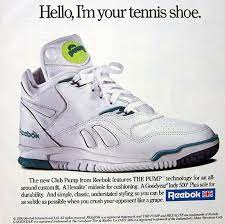 Hello, I'm your tennis shoe.
Reebok
The new Club Pump from Reebok features THE PUMP technology for an all-
around custom fit. A Hexalite midsole for cushioning. A Goodyear Indy 500 Plus sole for
durability. And simple, classic, understated styling so you can be as subtle
as possible when you crush your opponent like a grape.
Reebok